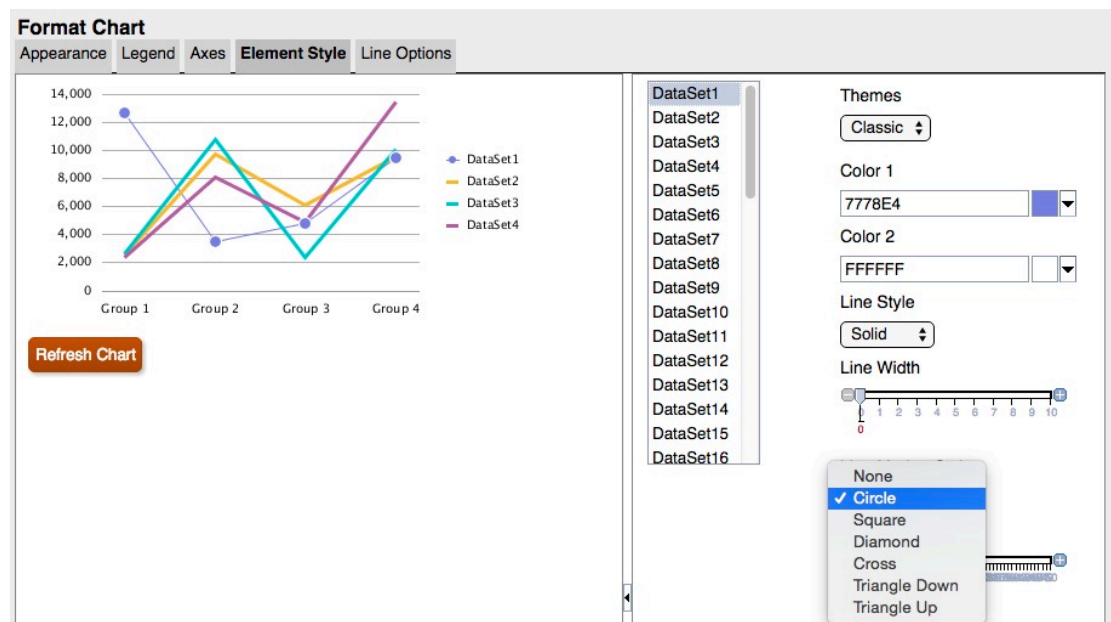 Format Chart
Appearance Legend Axes Element Style Line Options
14,000
12,000
10,000
8,000
6,000
4,000
2,000
0
Group 1 Group 2 Group 3 Group 4
DataSet1
DataSet2
DataSet3
DataSet4
Refresh Chart
DataSet1
DataSet2
DataSet3
DataSet4
DataSet5
DataSet6
DataSet7
DataSet8
DataSet9
DataSet10
DataSet11
DataSet12
DataSet13
DataSet14
DataSet15
DataSet16
Themes
Classic
Color 1
7778E4
Color 2
FFFFFF
Line Style
Solid
Line Width
0 1 2 3 4 5 6 7 8 9 10
0
None
Circle
Square
Diamond
Cross
Triangle Down
Triangle Up